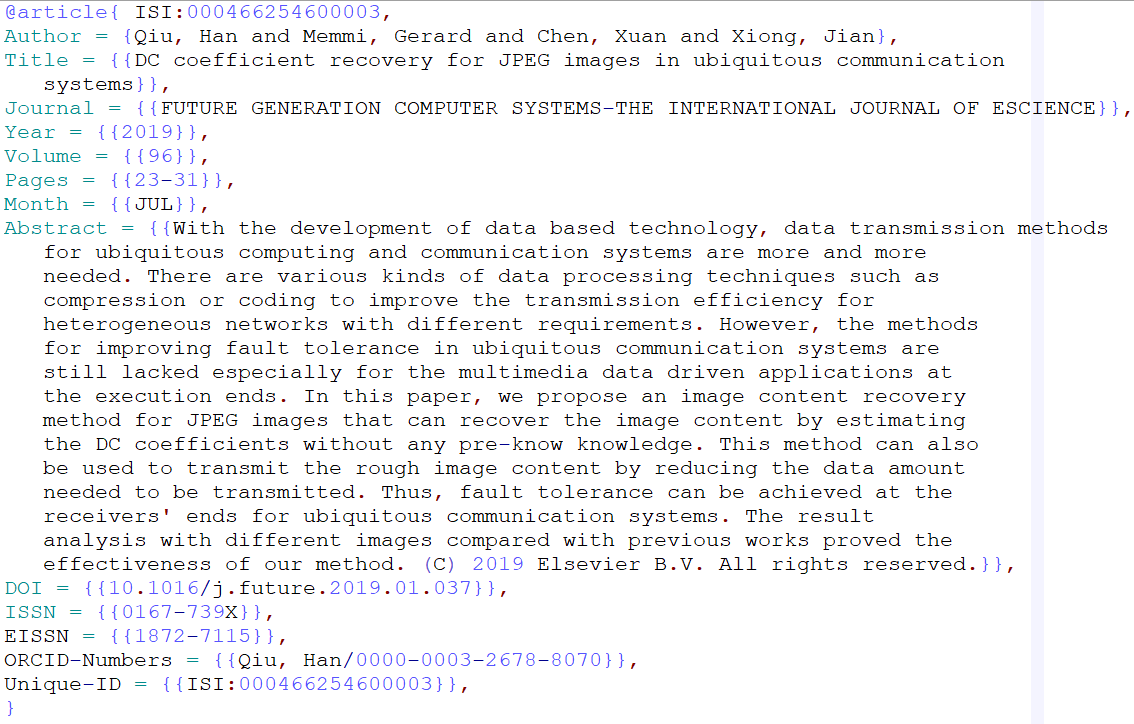 @article{ ISI:000466254600003,
Author = {Qiu, Han and Memmi, Gerard and Chen, Xuan and Xiong, Jian},
Title = {{DC coefficient recovery for JPEG images in ubiquitous communication
systems}},
Journal = {{FUTURE GENERATION COMPUTER SYSTEMS-THE INTERNATIONAL JOURNAL OF ESCIENCE}},
Year = {{2019}},
Volume = {{96}},
Pages = {{23-31}},
Month = {{JUL}},
Abstract = {{With the development of data based technology, data transmission methods
for ubiquitous computing and communication systems are more and more
needed. There are various kinds of data processing techniques such as
compression or coding to improve the transmission efficiency for
heterogeneous networks with different requirements. However, the methods
for improving fault tolerance in ubiquitous communication systems are
still lacked especially for the multimedia data driven applications at
the execution ends. In this paper, we propose an image content recovery
method for JPEG images that can recover the image content by estimating
the DC coefficients without any pre-know knowledge. This method can also
be used to transmit the rough image content by reducing the data amount
needed to be transmitted. Thus, fault tolerance can be achieved at the
receivers' ends for ubiquitous communication systems. The result
analysis with different images compared with previous works proved the
effectiveness of our method. (C) 2019 Elsevier B.V. All rights reserved.}},
DOI = {{10.1016/j.future.2019.01.037}},
ISSN = {{0167-739X}},
EISSN = {{1872-7115}},
ORCID-Numbers = {{Qiu, Han/0000-0003-2678-8070}},
Unique-ID = {{ISI:000466254600003}},
}